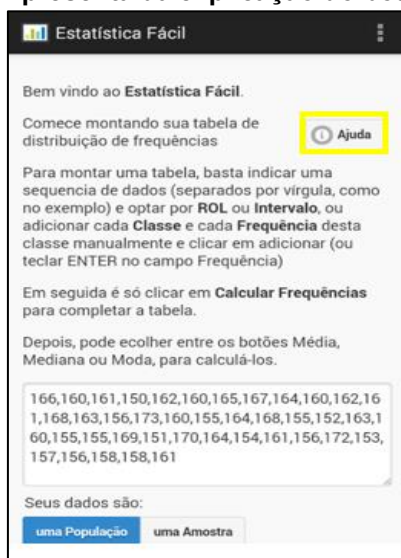 Estatística Fácil
Bem vindo ao Estatística Fácil.
Comece montando sua tabela de
distribuição de frequências
Ajuda
Para montar uma tabela, basta indicar uma
sequencia de dados (separados por vírgula, como
no exemplo) e optar por ROL ou Intervalo, ou
adicionar cada Classe e cada Frequência desta
classe manualmente e clicar em adicionar (ou
teclar ENTER no campo Frequência)
Em seguida é só clicar em Calcular Frequências
para completar a tabela.
Depois, pode ecolher entre os botões Média,
Mediana ou Moda, para calculá-los.
166,160,161,150,162,160,165,167,164,160,162,16
1,168,163,156,173,160,155,164,168,155,152,163,1
60,155,155,169,151,170,164,154,161,156,172,153,
157,156,158,158,161
Seus dados são:
uma População
uma Amostra